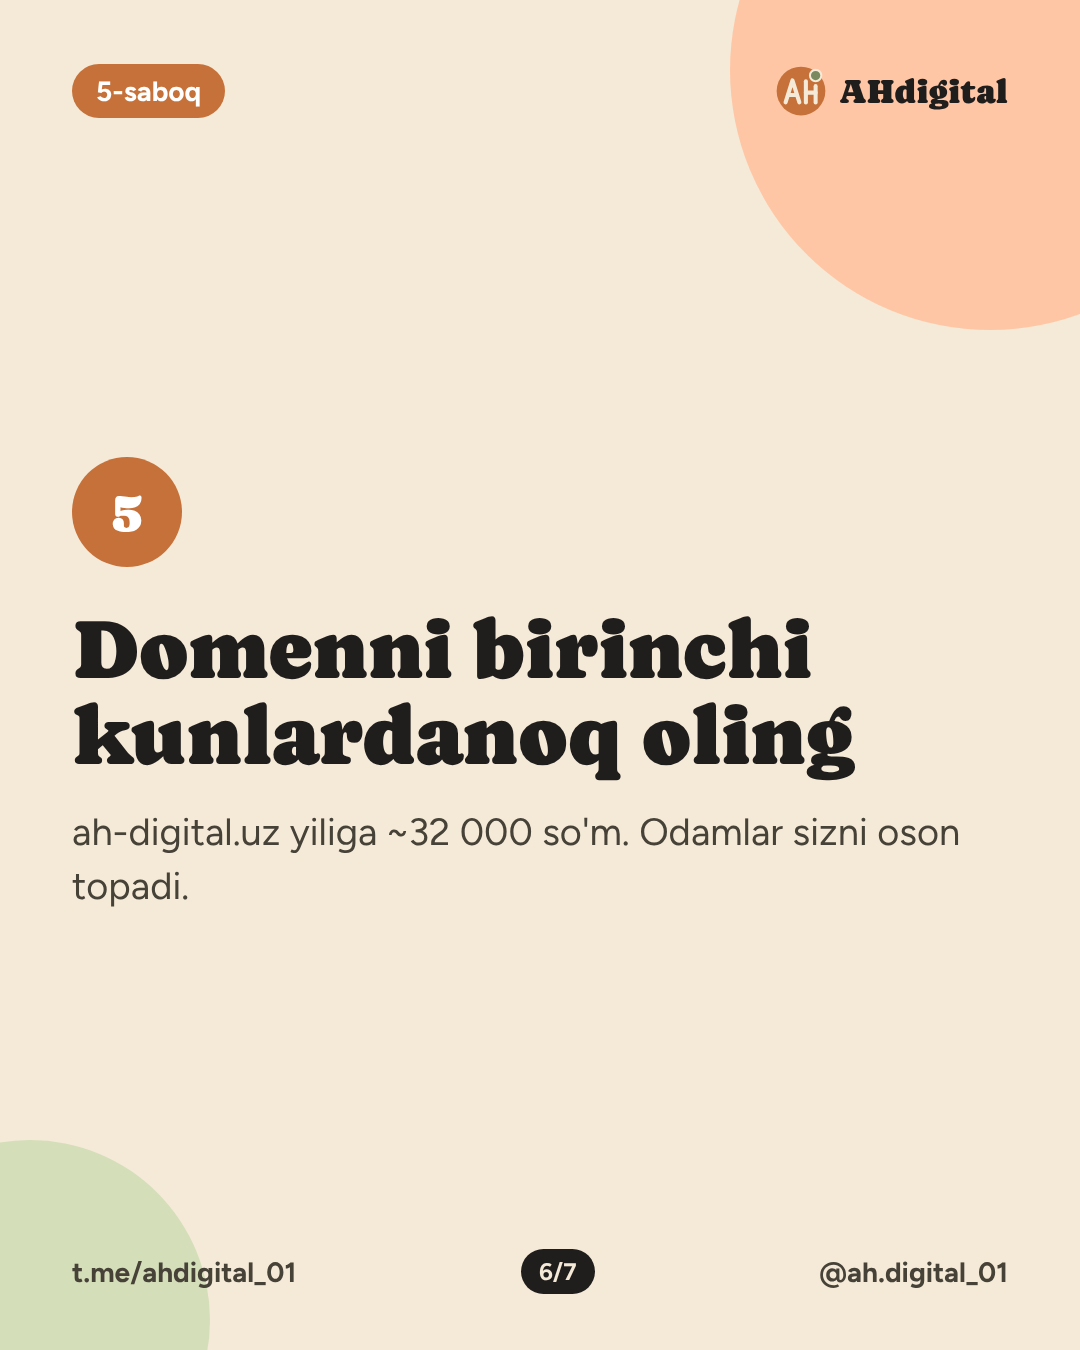 5-saboq
AH AHdigital
5
Domenni birinchi
kunlardanoq oling
ah-digital.uz yiliga ~32 000 so'm. Odamlar sizni oson
topadi.
t.me/ahdigital_01
6/7
@ah.digital_01